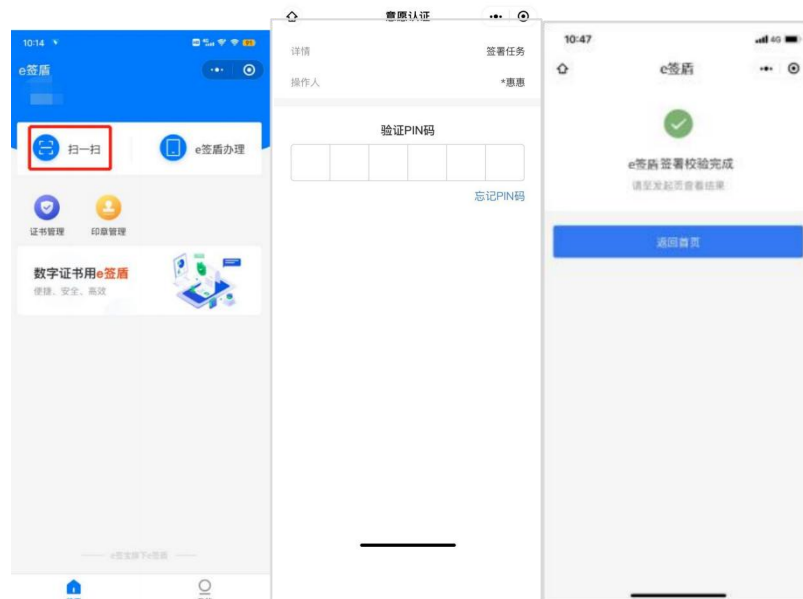 10:14
e签盾
扫一扫
e签盾办理
证书管理
印章管理
数字证书用e签盾
便捷、安全、高效
意愿认证
详情
签署任务
操作人
*惠惠
验证PIN码
忘记PIN码
10:47
4G
e签盾
e签盾签署校验完成
请至发起页查看结果
返回首页